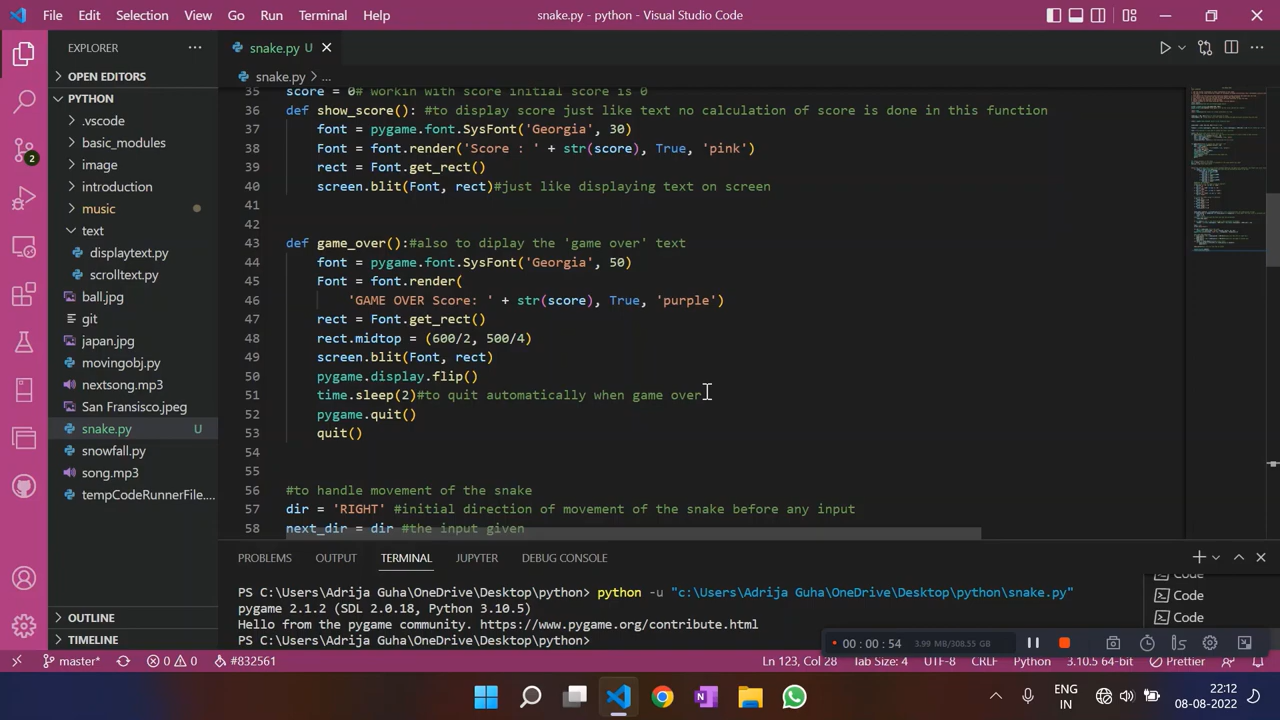 File Edit Selection View Go Run Terminal Help snake.py - python - Visual Studio Code
EXPLORER
snake.py U
OPEN EDITORS
snake.py > ...
PYTHON
.vscode
basic_modules
image
introduction
music
text
displaytext.py
scrolltext.py
ball.jpg
git
japan.jpg
movingobj.py
nextsong.mp3
San Fransisco.jpeg
snake.py U
snowfall.py
song.mp3
tempCodeRunnerFile....
OUTLINE
TIMELINE
2
35 score = 0# workin with score initial score is 0
36 def show_score(): #to display score just like text n calculation of score is done in this function
37 font = pygame.font.SysFont('Georgia', 30)
38 Font = font.render('Score : ' + str(score), True, 'pink')
39 rect = Font.get_rect()
40 screen.blit(Font, rect)#just like displaying text on screen
41
42
43 def game_over():#also to dislay the 'game over' text
44 font = pygame.font.SysFont('Georgia', 50)
45 Font = font.render(
46 'GAME OVER Score: ' + str(score), True, 'purple')
47 rect = Font.get_rect()
48 rect.midtop = (600/2, 500/4)
49 screen.blit(Font, rect)
50 pygame.display.flip()
51 time.sleep(2)#to quit automatically when game over
52 pygame.quit()
53 quit()
54
55
56 #to handle movement of the snake
57 dir = 'RIGHT' #initial direction of movement of the snake before any input
58 next_dir = dir #the input given
PROBLEMS OUTPUT TERMINAL JUPYTER DEBUG CONSOLE
PS C:\Users\Adrija Guha\OneDrive\Desktop\python> python -u "c:\Users\Adrija Guha\OneDrive\Desktop\python\snake.py"
pygame 2.1.2 (SDL 2.0.18, Python 3.10.5)
Hello from the pygame community. https://www.pygame.org/contribute.html
PS C:\Users\Adrija Guha\OneDrive\Desktop\python>
Code
Code
Code
00:00:54 3.99 MB/308.55 GB
master* 0 0 #832561 Ln 123, Col 28 Tab Size: 4 UTF-8 CRLF Python 3.10.5 64-bit Prettier
ENG
IN
22:12
08-08-2022